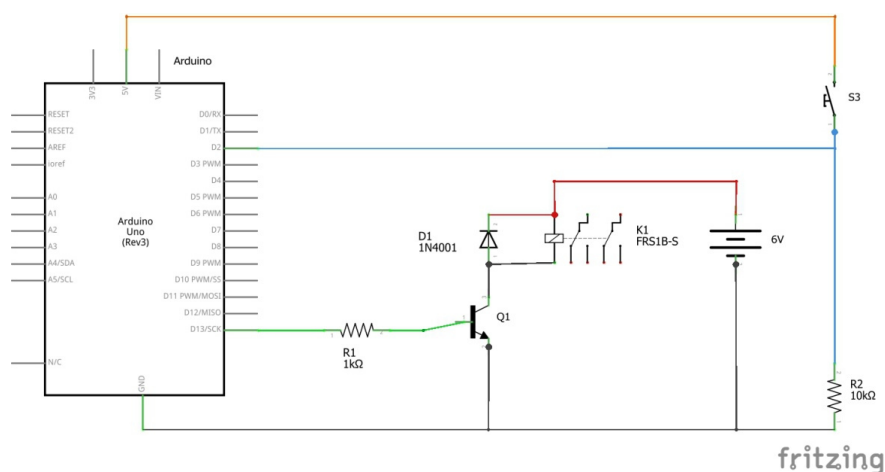 Arduino
3V3
5V
VIN
RESET
RESET2
AREF
ioref
A0
A1
A2
A3
A4/SDA
A5/SCL
N/C
D0/RX
D1/TX
D2
D3 PWM
D4
D5 PWM
D6 PWM
D7
D8
D9 PWM
D10 PWM/SS
D11 PWM/MOSI
D12/MISO
D13/SCK
GND
Arduino
Uno
(Rev3)
S3
D1
1N4001
K1
FRS1B-S
6V
Q1
R1
1kΩ
R2
10kΩ
fritzing